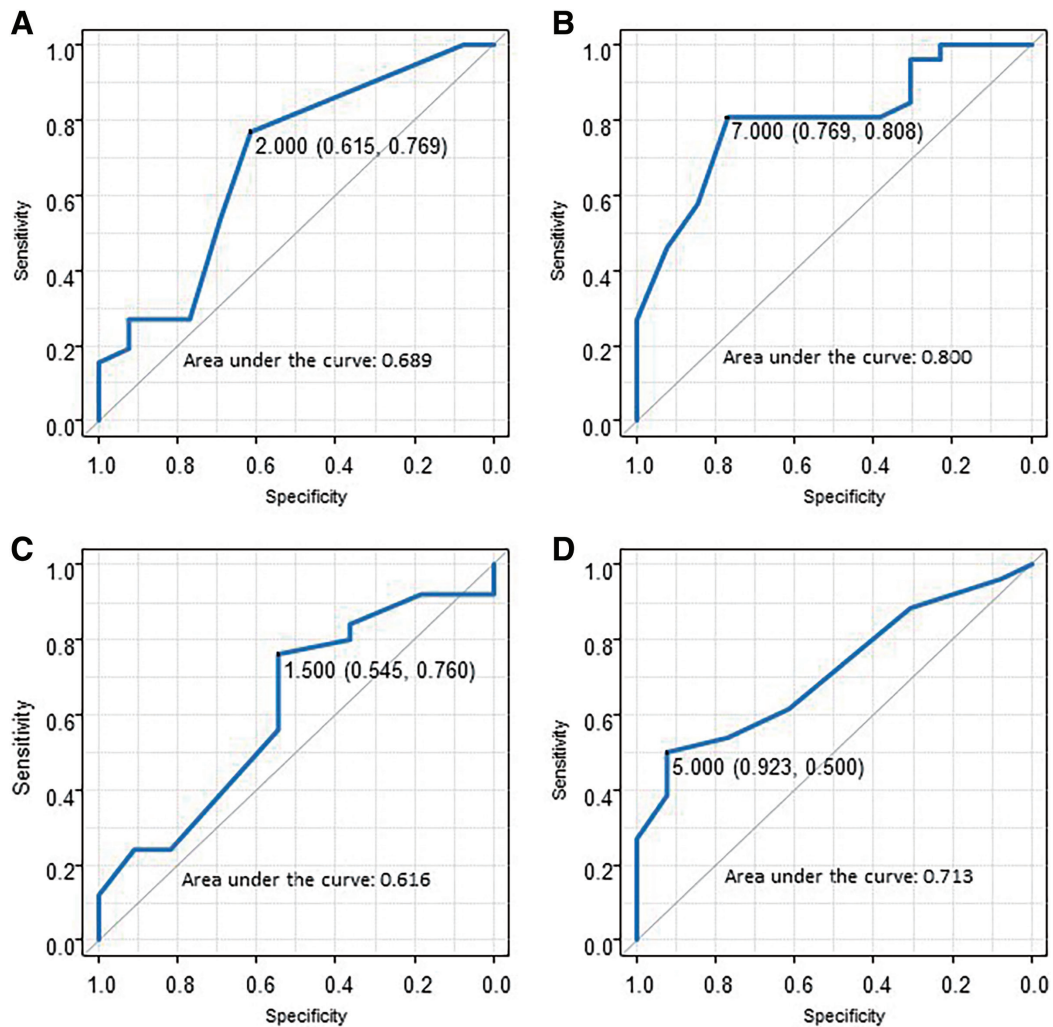 A
Sensitivity
1.0
0.8
0.6
0.4
0.2
0.0
2.000 (0.615, 0.769)
Area under the curve: 0.689
1.0 0.8 0.6 0.4 0.2 0.0
Specificity
B
Sensitivity
1.0
0.8
0.6
0.4
0.2
0.0
7.000 (0.769, 0.808)
Area under the curve: 0.800
1.0 0.8 0.6 0.4 0.2 0.0
Specificity
C
Sensitivity
1.0
0.8
0.6
0.4
0.2
0.0
1.500 (0.545, 0.760)
Area under the curve: 0.616
1.0 0.8 0.6 0.4 0.2 0.0
Specificity
D
Sensitivity
1.0
0.8
0.6
0.4
0.2
0.0
5.000 (0.923, 0.500)
Area under the curve: 0.713
1.0 0.8 0.6 0.4 0.2 0.0
Specificity